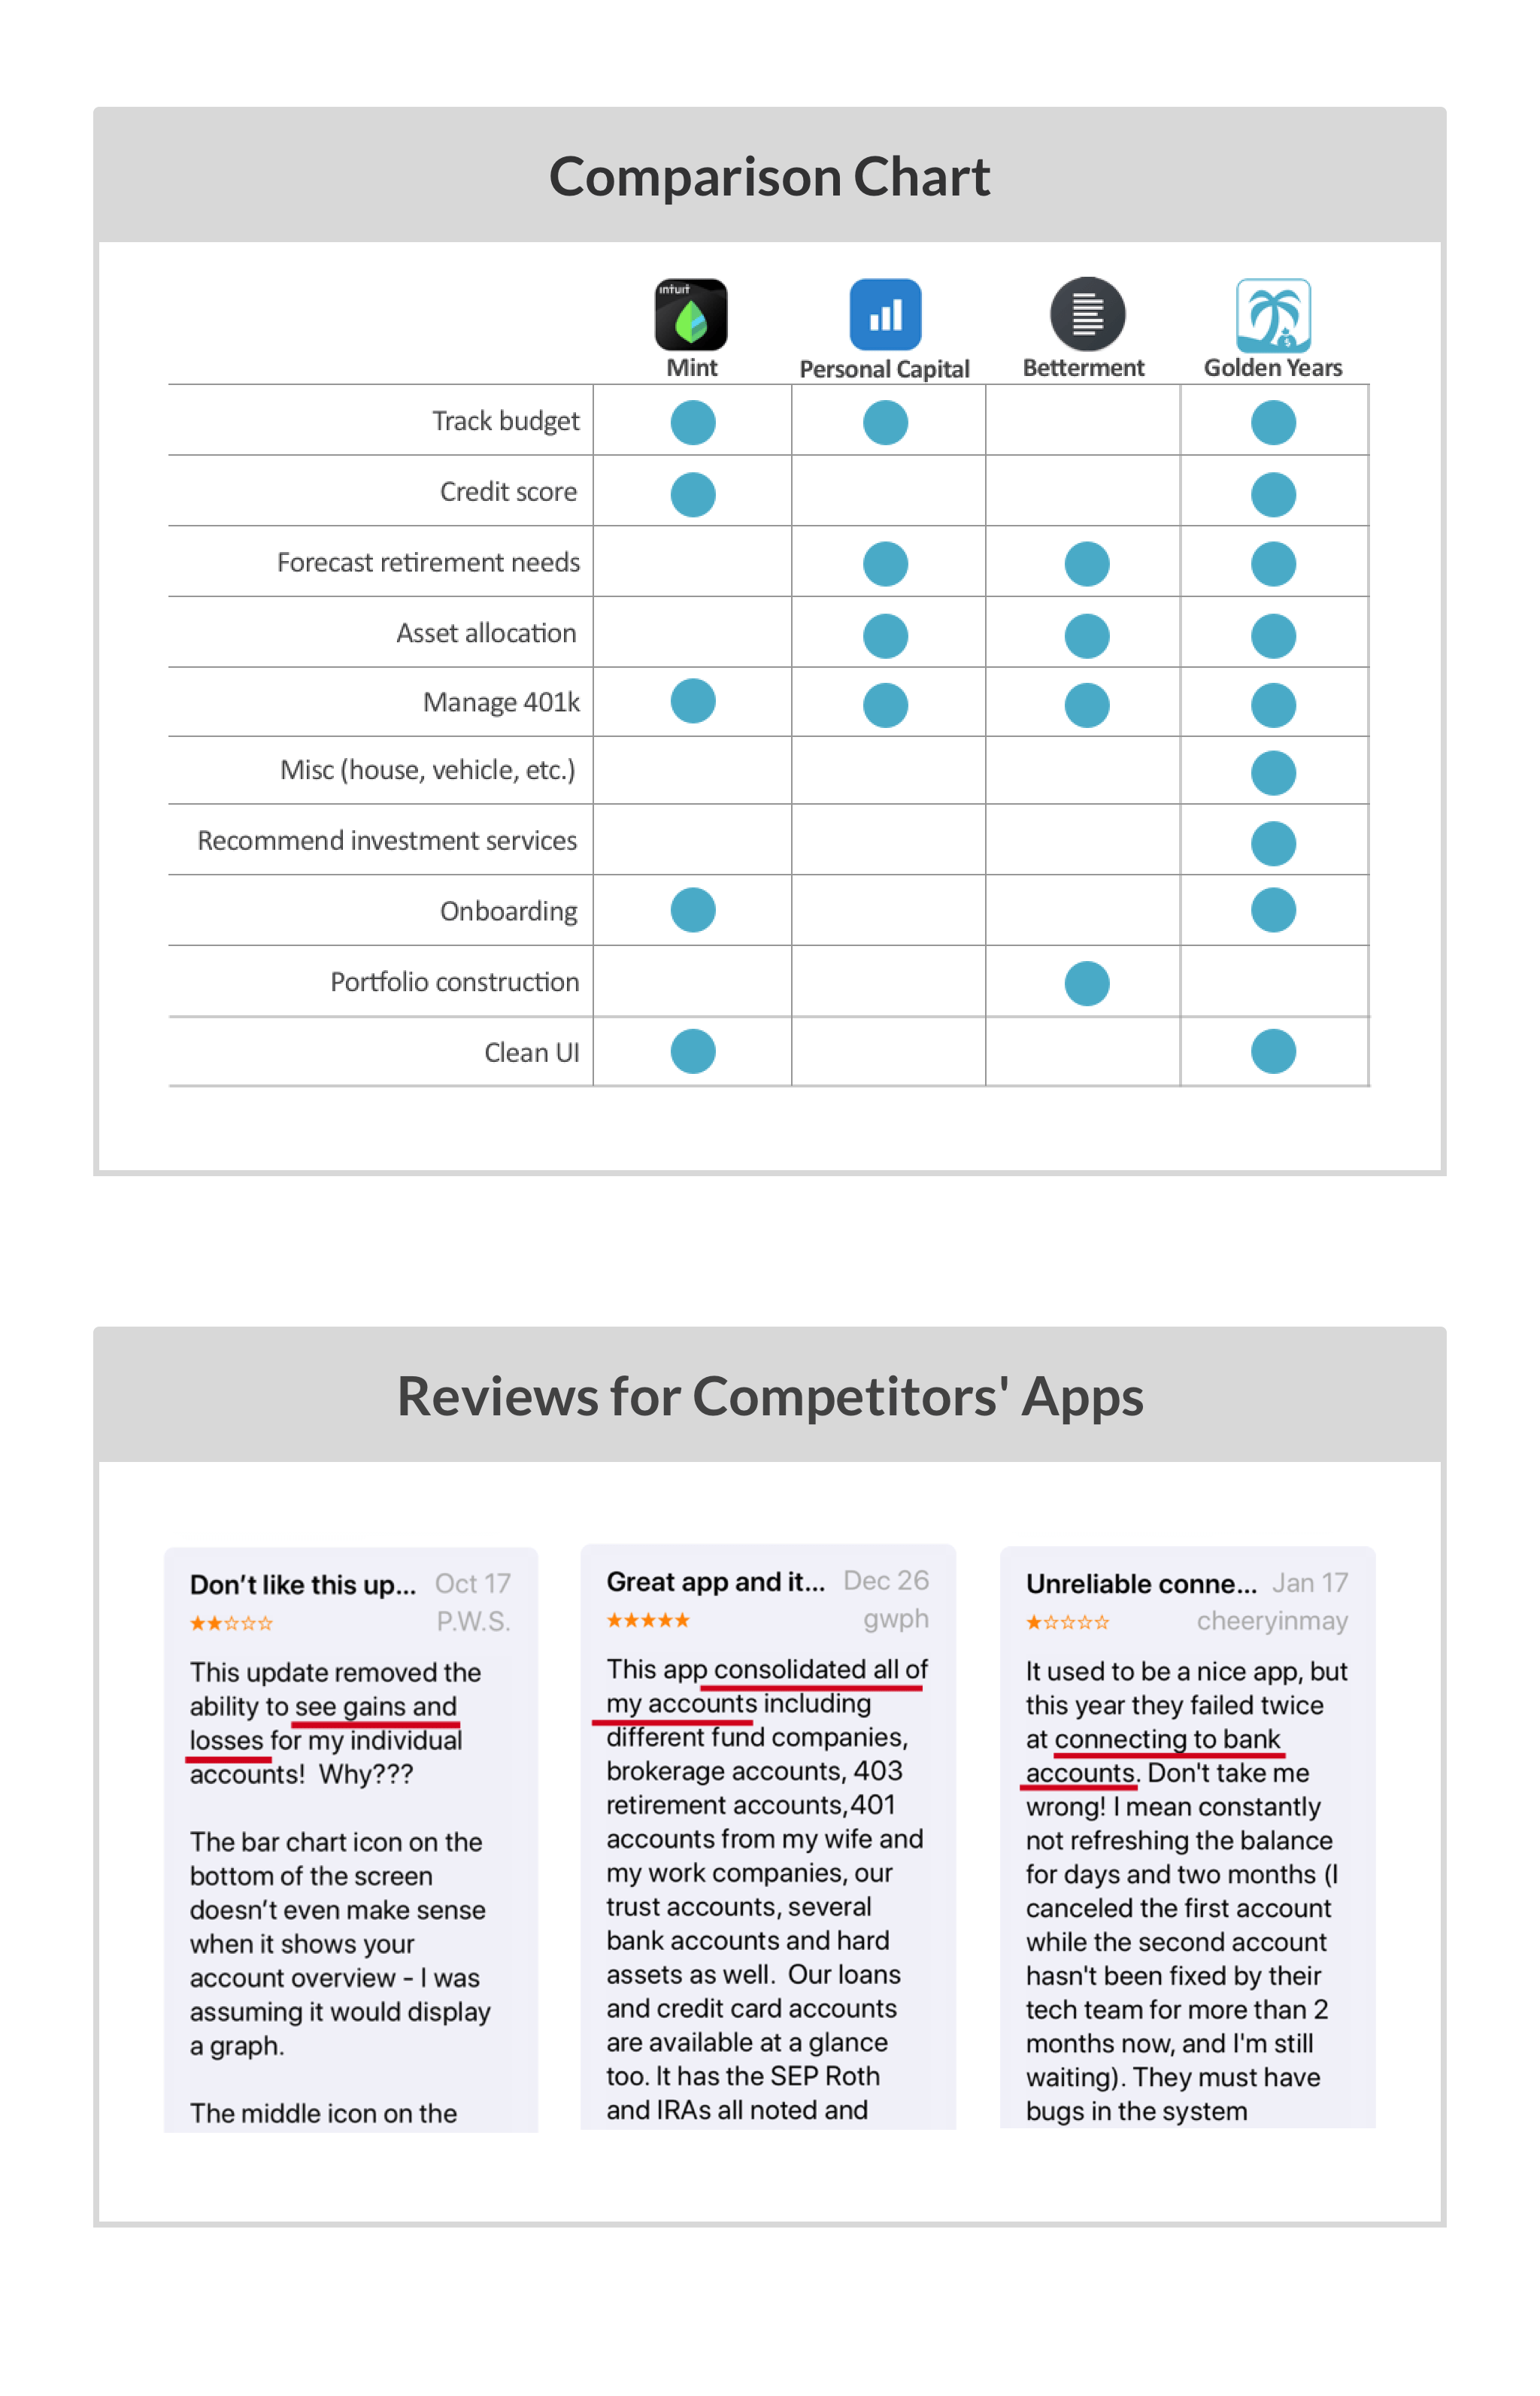 Comparison Chart
intuit
Mint
Personal Capital
Betterment
Golden Years
Track budget
Credit score
Forecast retirement needs
Asset allocation
Manage 401k
Misc (house, vehicle, etc.)
Recommend investment services
Onboarding
Portfolio construction
Clean UI
Reviews for Competitors' Apps
Don’t like this up... Oct 17
P.W.S.
This update removed the
ability to see gains and
losses for my individual
accounts!  Why???
The bar chart icon on the
bottom of the screen
doesn’t even make sense
when it shows your
account overview - I was
assuming it would display
a graph.
The middle icon on the
Great app and it... Dec 26
gwph
This app consolidated all of
my accounts including
different fund companies,
brokerage accounts, 403
retirement accounts,401
accounts from my wife and
my work companies, our
trust accounts, several
bank accounts and hard
assets as well.  Our loans
and credit card accounts
are available at a glance
too. It has the SEP Roth
and IRAs all noted and
Unreliable conne... Jan 17
cheeryinmay
It used to be a nice app, but
this year they failed twice
at connecting to bank
accounts. Don't take me
wrong! I mean constantly
not refreshing the balance
for days and two months (I
canceled the first account
while the second account
hasn't been fixed by their
tech team for more than 2
months now, and I'm still
waiting). They must have
bugs in the system